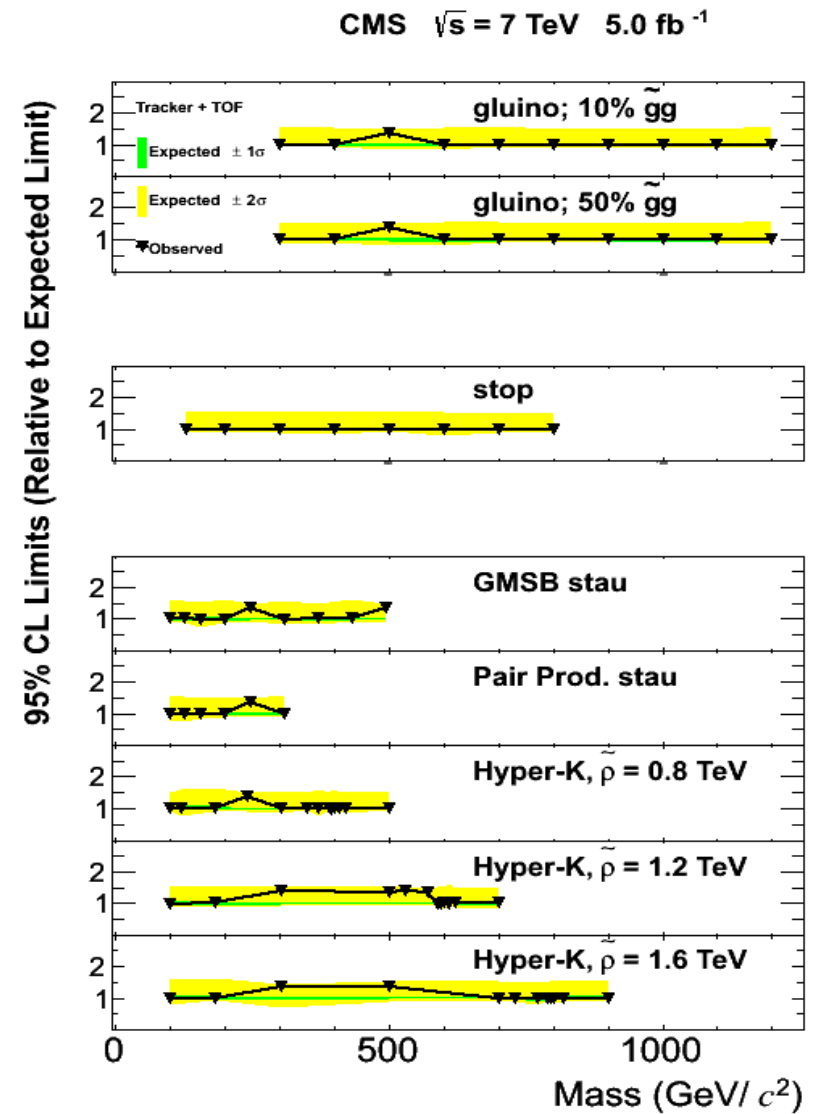 CMS √s = 7 TeV 5.0 fb⁻¹
95% CL Limits (Relative to Expected Limit)
Tracker + TOF
Expected ± 1σ
Expected ± 2σ
Observed
2
1
gluino; 10% g̃g
2
1
gluino; 50% g̃g
2
1
stop
2
1
GMSB stau
2
1
Pair Prod. stau
2
1
Hyper-K, ρ̃ = 0.8 TeV
2
1
Hyper-K, ρ̃ = 1.2 TeV
2
1
Hyper-K, ρ̃ = 1.6 TeV
0 500 1000
Mass (GeV/ c²)